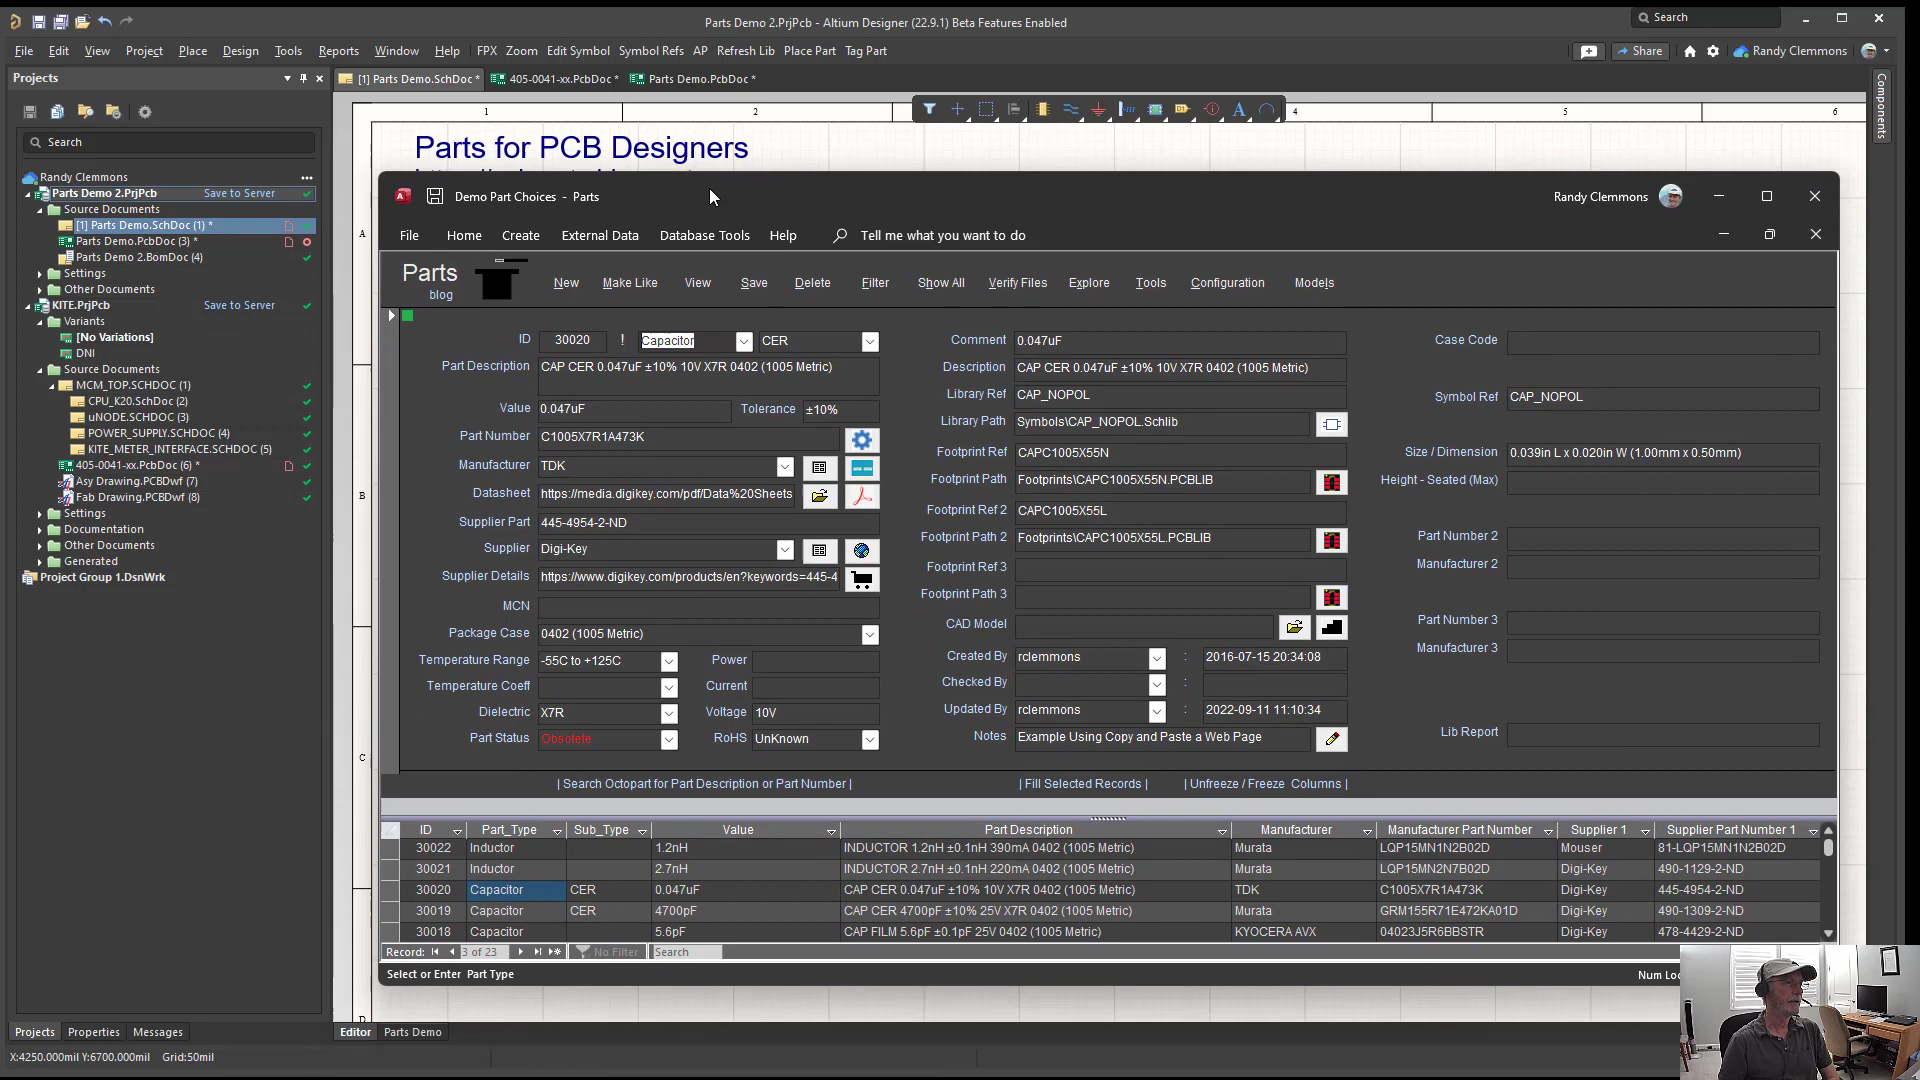 Parts Demo 2.PrjPcb - Altium Designer (22.9.1) Beta Features Enabled
Search
File Edit View Project Place Design Tools Reports Window Help FPX Zoom Edit Symbol Symbol Refs AP Refresh Lib Place Part Tag Part
Share
Randy Clemmons
Projects
[1] Parts Demo.SchDoc *
405-0041-xx.PcbDoc *
Parts Demo.PcbDoc *
Components
Search
Randy Clemmons
Parts Demo 2.PrjPcb Save to Server
Source Documents
[1] Parts Demo.SchDoc (1) *
Parts Demo.PcbDoc (3) *
Parts Demo 2.BomDoc (4)
Settings
Other Documents
KITE.PrjPcb Save to Server
Variants
[No Variations]
DNI
Source Documents
MCM_TOP.SCHDOC (1)
CPU_K20.SchDoc (2)
uNODE.SCHDOC (3)
POWER_SUPPLY.SCHDOC (4)
KITE_METER_INTERFACE.SCHDOC (5)
405-0041-xx.PcbDoc (6) *
Asy Drawing.PCBDwf (7)
Fab Drawing.PCBDwf (8)
Settings
Documentation
Other Documents
Generated
Project Group 1.DsnWrk
1 2 4 5 6
A
B
C
D
Parts for PCB Designers
Demo Part Choices - Parts
Randy Clemmons
File Home Create External Data Database Tools Help Tell me what you want to do
Parts
blog
New Make Like View Save Delete Filter Show All Verify Files Explore Tools Configuration Models
ID 30020 ! Capacitor CER
Part Description CAP CER 0.047uF ±10% 10V X7R 0402 (1005 Metric)
Value 0.047uF Tolerance ±10%
Part Number C1005X7R1A473K
Manufacturer TDK
Datasheet https://media.digikey.com/pdf/Data%20Sheets
Supplier Part 445-4954-2-ND
Supplier Digi-Key
Supplier Details https://www.digikey.com/products/en?keywords=445-4
MCN
Package Case 0402 (1005 Metric)
Temperature Range -55C to +125C Power
Temperature Coeff Current
Dielectric X7R Voltage 10V
Part Status Obsolete RoHS UnKnown
Comment 0.047uF
Description CAP CER 0.047uF ±10% 10V X7R 0402 (1005 Metric)
Library Ref CAP_NOPOL
Library Path Symbols\CAP_NOPOL.Schlib
Footprint Ref CAPC1005X55N
Footprint Path Footprints\CAPC1005X55N.PCBLIB
Footprint Ref 2 CAPC1005X55L
Footprint Path 2 Footprints\CAPC1005X55L.PCBLIB
Footprint Ref 3
Footprint Path 3
CAD Model
Created By rclemmons : 2016-07-15 20:34:08
Checked By :
Updated By rclemmons : 2022-09-11 11:10:34
Notes Example Using Copy and Paste a Web Page
Case Code
Symbol Ref CAP_NOPOL
Size / Dimension 0.039in L x 0.020in W (1.00mm x 0.50mm)
Height - Seated (Max)
Part Number 2
Manufacturer 2
Part Number 3
Manufacturer 3
Lib Report
| Search Octopart for Part Description or Part Number |
| Fill Selected Records |
| Unfreeze / Freeze Columns |
ID Part_Type Sub_Type Value Part Description Manufacturer Manufacturer Part Number Supplier 1 Supplier Part Number 1
30022 Inductor 1.2nH INDUCTOR 1.2nH ±0.1nH 390mA 0402 (1005 Metric) Murata LQP15MN1N2B02D Mouser 81-LQP15MN1N2B02D
30021 Inductor 2.7nH INDUCTOR 2.7nH ±0.1nH 220mA 0402 (1005 Metric) Murata LQP15MN2N7B02D Digi-Key 490-1129-2-ND
30020 Capacitor CER 0.047uF CAP CER 0.047uF ±10% 10V X7R 0402 (1005 Metric) TDK C1005X7R1A473K Digi-Key 445-4954-2-ND
30019 Capacitor CER 4700pF CAP CER 4700pF ±10% 25V X7R 0402 (1005 Metric) Murata GRM155R71E472KA01D Digi-Key 490-1309-2-ND
30018 Capacitor 5.6pF CAP FILM 5.6pF ±0.1pF 25V 0402 (1005 Metric) KYOCERA AVX 04023J5R6BBSTR Digi-Key 478-4429-2-ND
Record: 3 of 23 No Filter Search
Select or Enter Part Type
Num Loc
Projects Properties Messages
Editor Parts Demo
X:4250.000mil Y:6700.000mil Grid:50mil